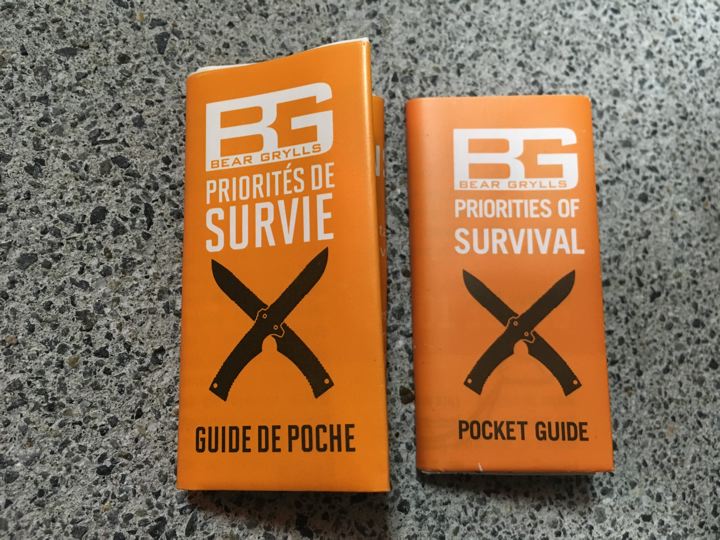 BG
BEAR GRYLLS
PRIORITÉS DE
SURVIE
GUIDE DE POCHE
BG
BEAR GRYLLS
PRIORITIES OF
SURVIVAL
POCKET GUIDE